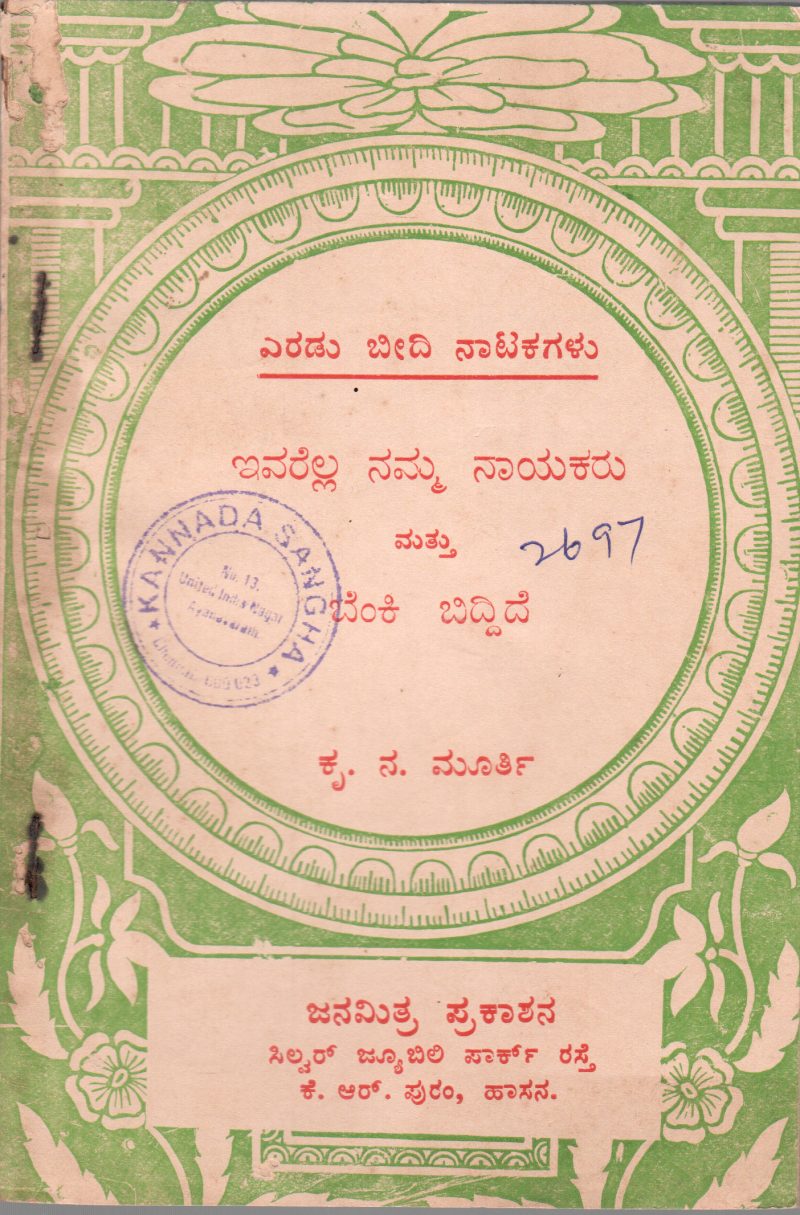 ಎರಡು ಬೀದಿ ನಾಟಕಗಳು
ಇವರೆಲ್ಲ ನಮ್ಮ ನಾಯಕರು
ಮತ್ತು
2697
ಬೆಂಕಿ ಬಿದ್ದಿದೆ
KANNADA SANGHA
No. 13,
United India Nagar
ಕೃ. ನ. ಮೂರ್ತಿ
ಜನಮಿತ್ರ ಪ್ರಕಾಶನ
ಸಿಲ್ವರ್ ಜ್ಯೂಬಿಲಿ ಪಾರ್ಕ್ ರಸ್ತೆ
ಕೆ. ಆರ್. ಪುರಂ, ಹಾಸನ.